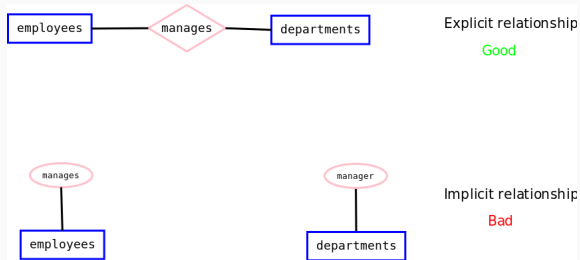 employees manages departments Explicit relationship
Good
manages manager
Implicit relationship
Bad
employees departments